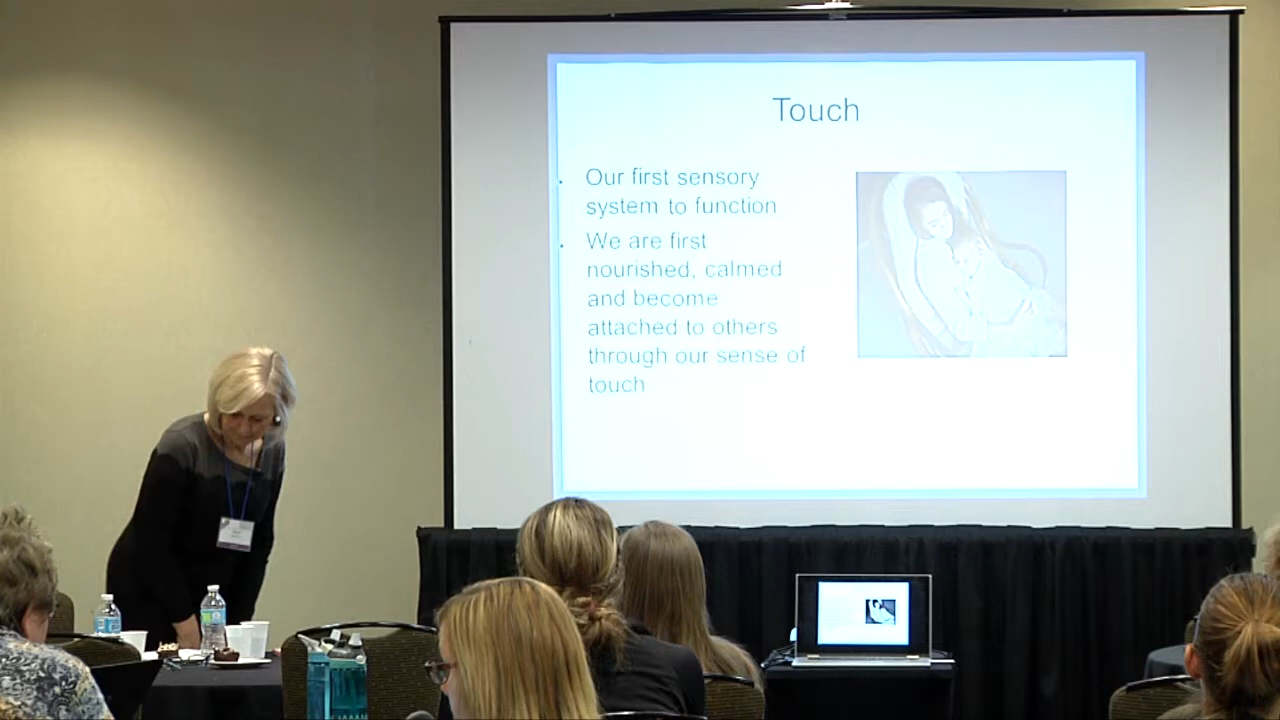 Touch
. Our first sensory
system to function
. We are first
nourished, calmed
and become
attached to others
through our sense of
touch